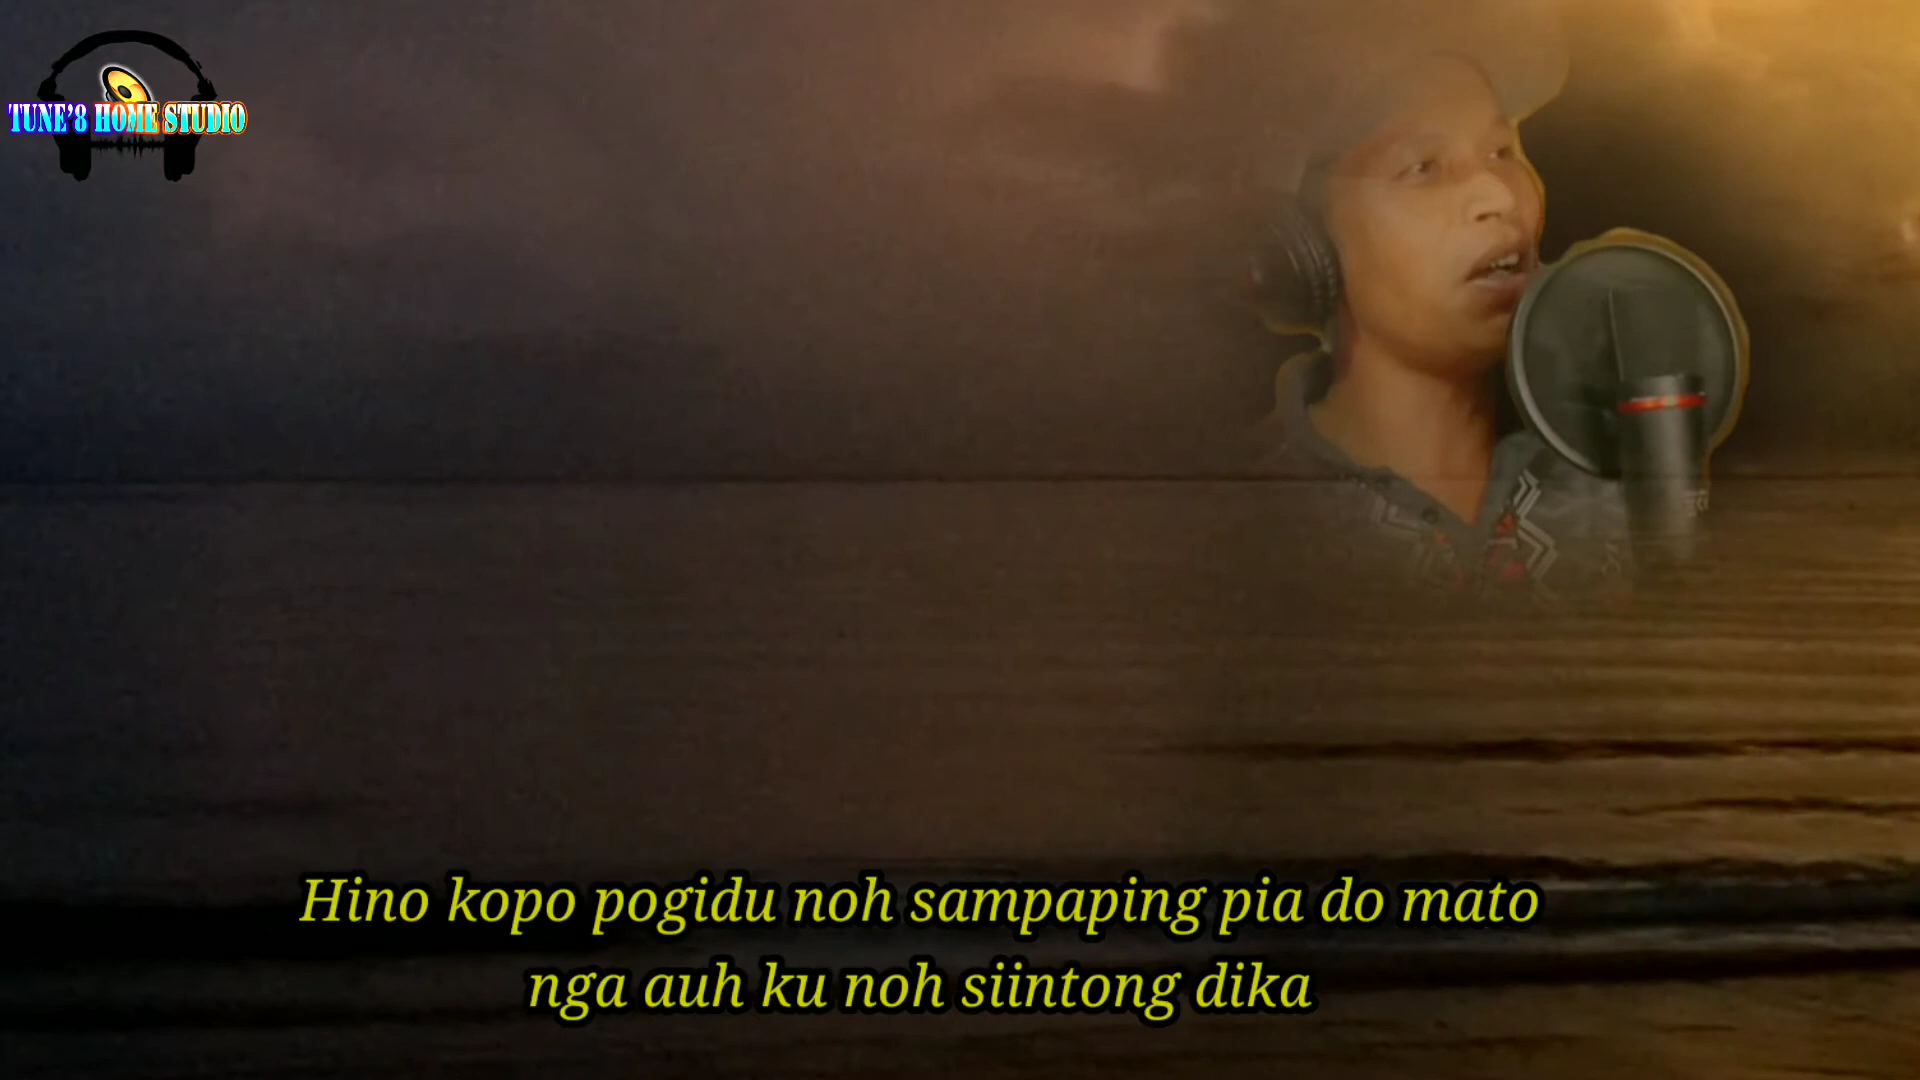 TUNE'8 HOME STUDIO
Hino kopo pogidu noh sampaping pia do mato
nga auh ku noh siintong dika